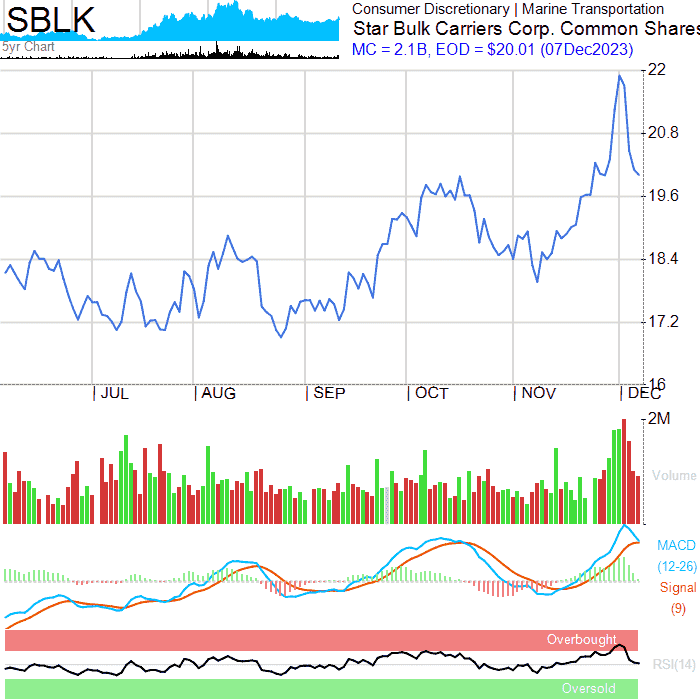 SBLK
5yr Chart
Consumer Discretionary | Marine Transportation
Star Bulk Carriers Corp. Common Shares
MC = 2.1B, EOD = $20.01 (07Dec2023)
22
20.8
19.6
18.4
17.2
16
JUL AUG SEP OCT NOV DEC
2M
Volume
MACD
(12-26)
Signal
(9)
Overbought
RSI(14)
Oversold